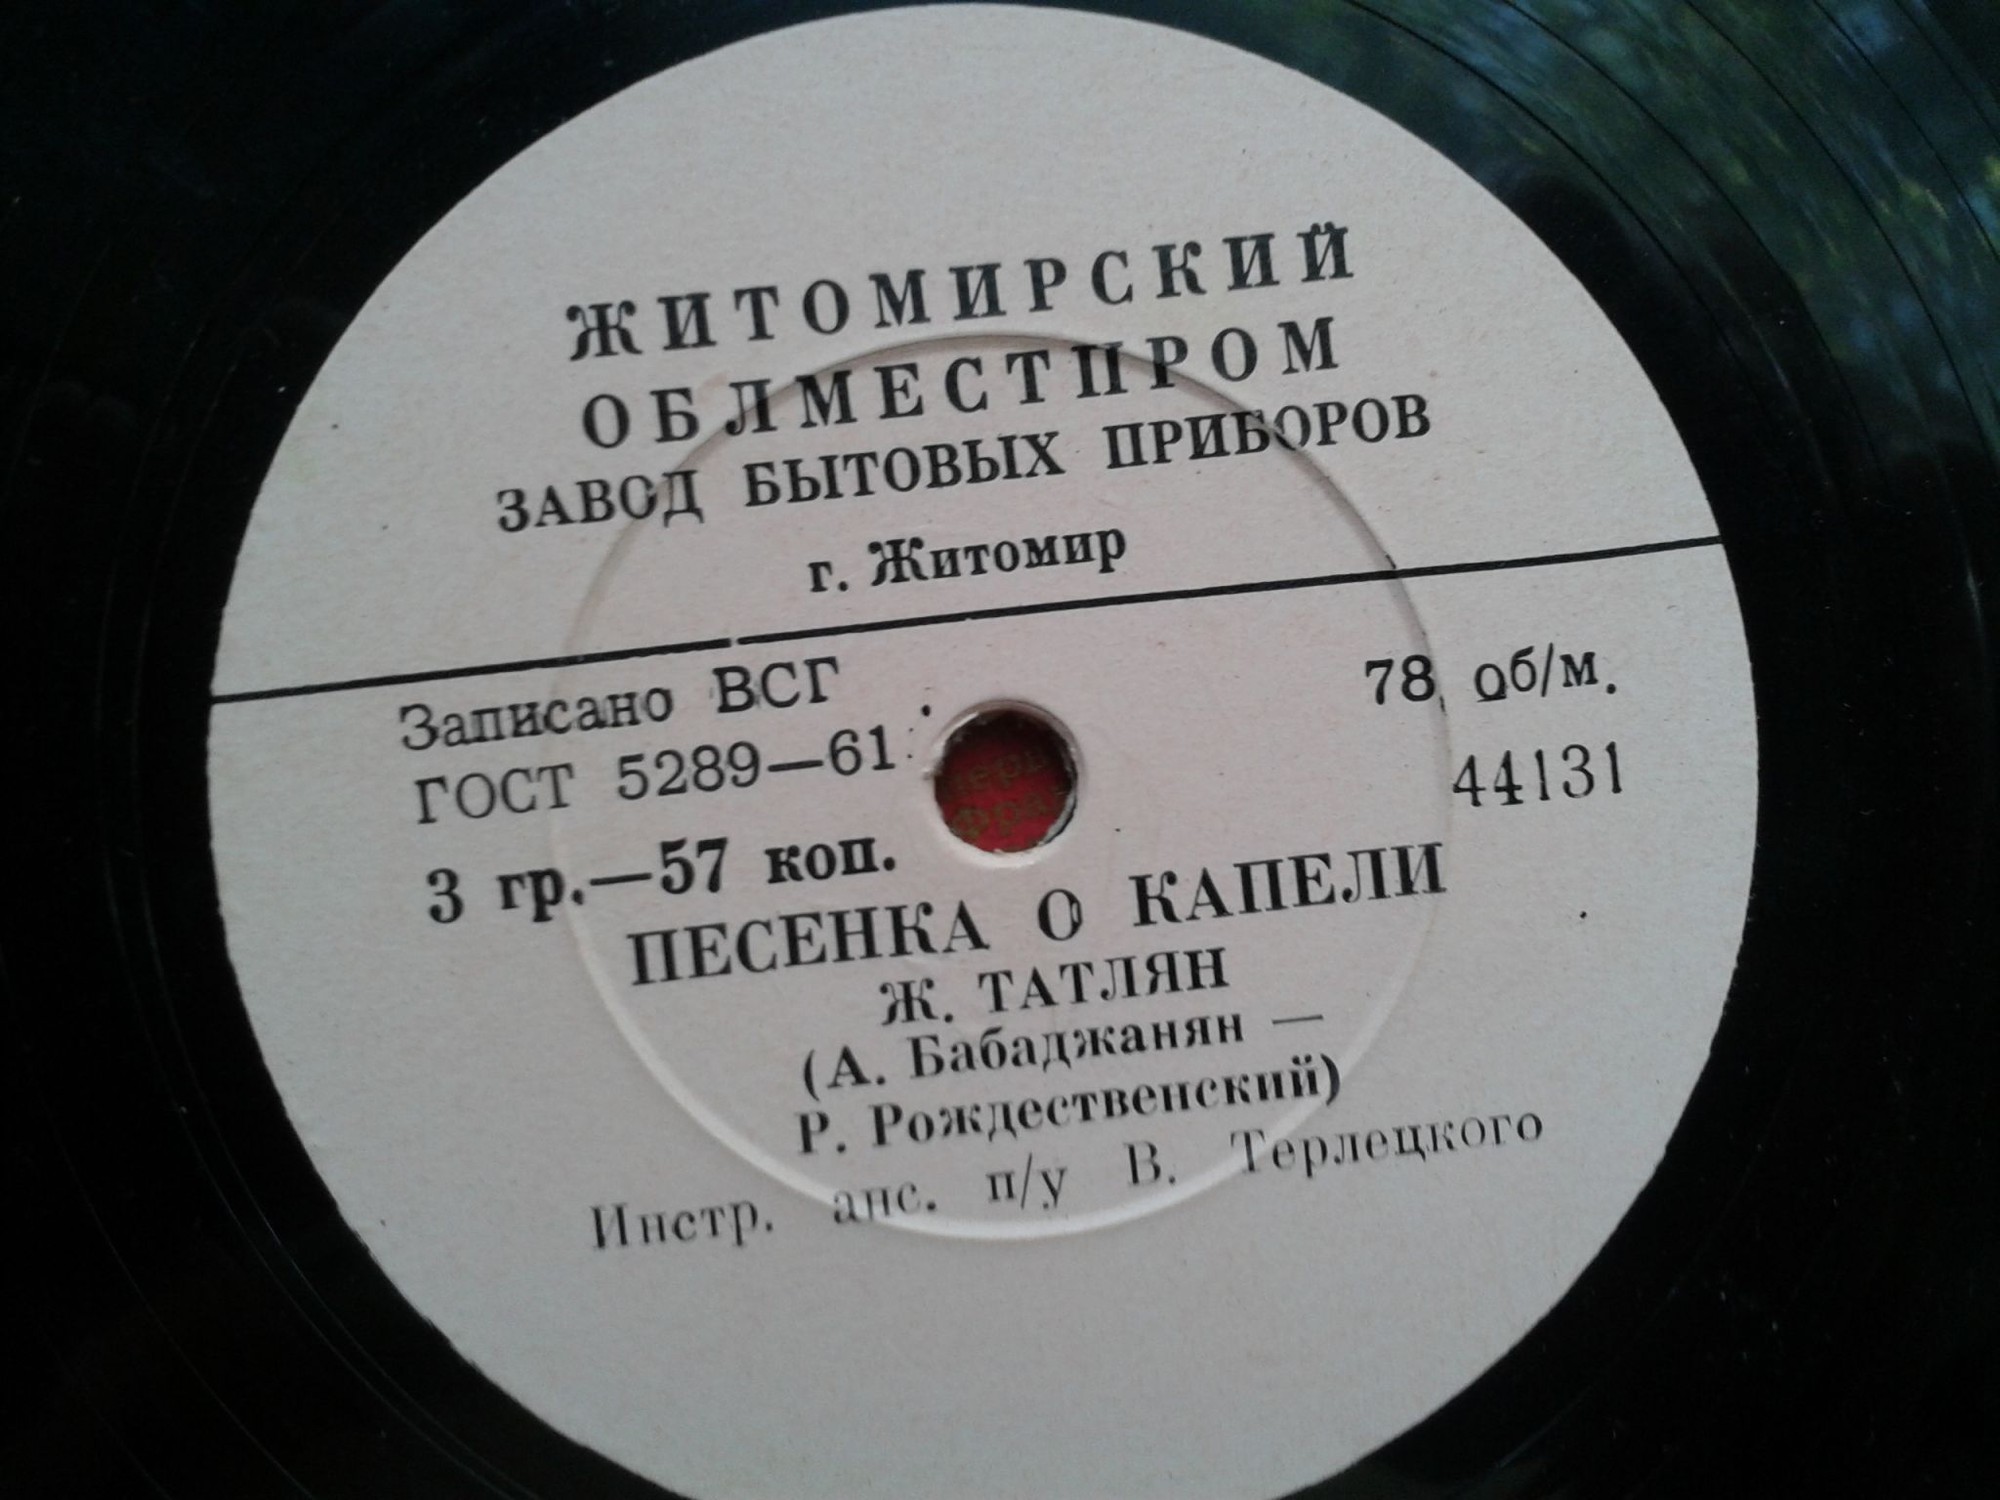 ЖИТОМИРСКИЙ
ОБЛМЕСТПРОМ
ЗАВОД БЫТОВЫХ ПРИБОРОВ
г. Житомир
Записано ВСГ
78 об/м.
ГОСТ 5289—61
44131
3 гр.—57 коп.
ПЕСЕНКА О КАПЕЛИ
Ж. ТАТЛЯН
(А. Бабаджанян —
Р. Рождественский)
Инстр. анс. п/у В. Терлецкого